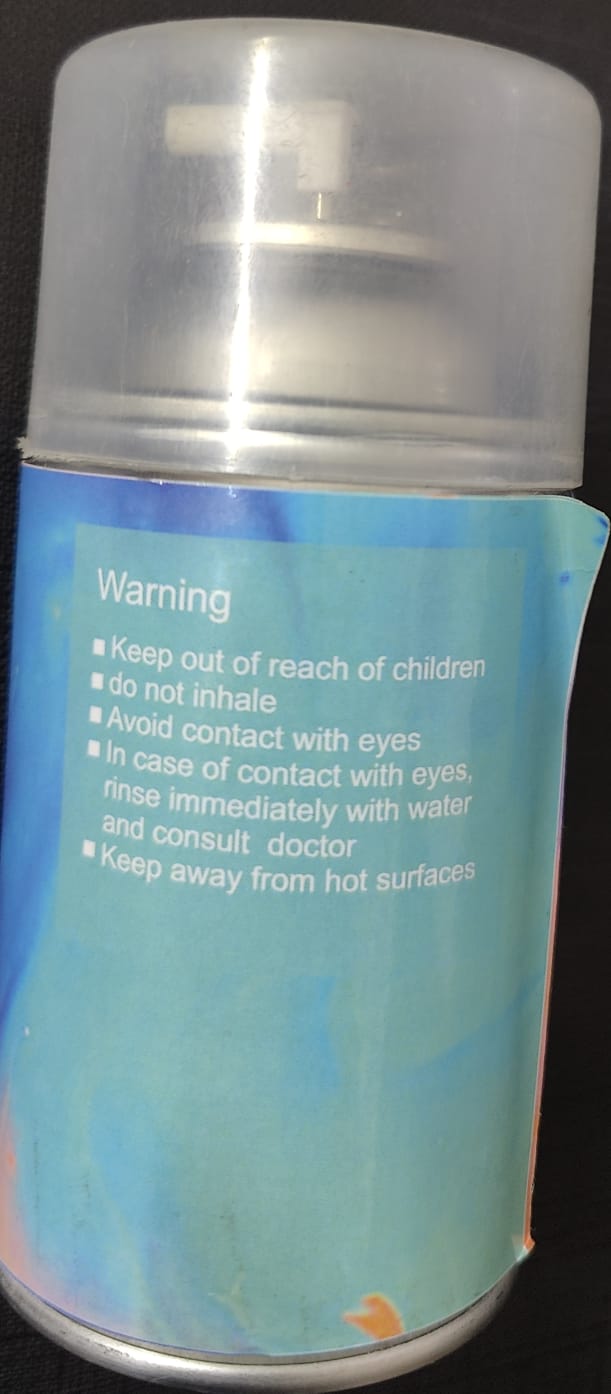 Warning
▪ Keep out of reach of children
▪ do not inhale
▪ Avoid contact with eyes
▪ In case of contact with eyes,
rinse immediately with water
and consult doctor
▪ Keep away from hot surfaces